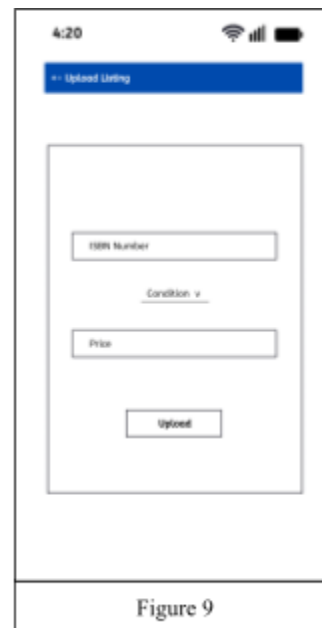 4:20
← Upload Listing
ISBN Number
Condition v
Price
Upload
Figure 9